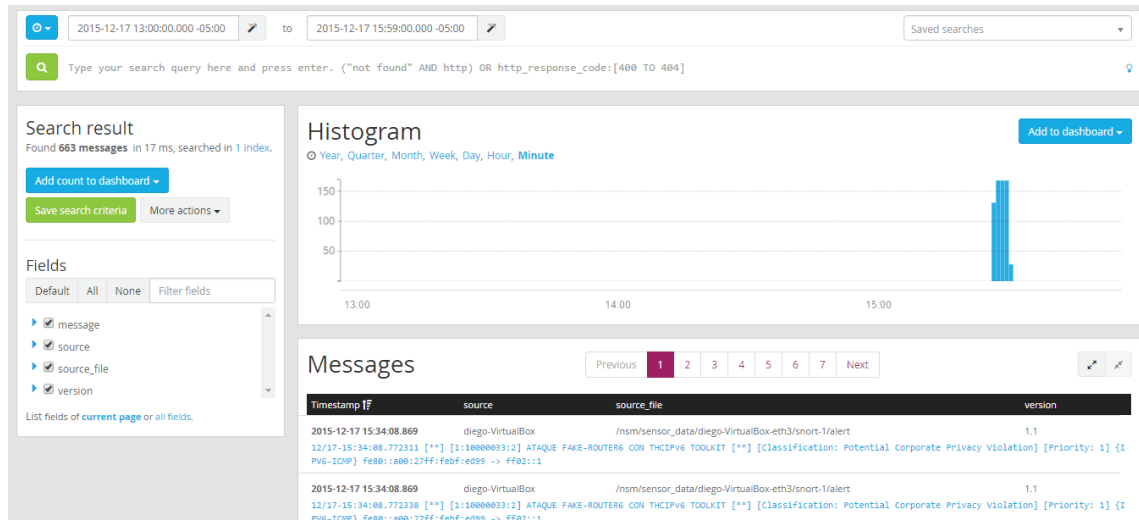 2015-12-17 13:00:00.000 -05:00 to 2015-12-17 15:59:00.000 -05:00 Saved searches
Type your search query here and press enter. ("not found" AND http) OR http_response_code:[400 TO 404]
Search result
Found 663 messages in 17 ms, searched in 1 index.
Add count to dashboard
Save search criteria More actions
Fields
Default All None Filter fields
message
source
source_file
version
List fields of current page or all fields.
Histogram
Add to dashboard
Year, Quarter, Month, Week, Day, Hour, Minute
150
100
50
13:00 14:00 15:00
Messages
Previous 1 2 3 4 5 6 7 Next
Timestamp source source_file version
2015-12-17 15:34:08.869 diego-VirtualBox /nsm/sensor_data/diego-VirtualBox-eth3/snort-1/alert 1.1
12/17-15:34:08.772311 [**] [1:10000033:2] ATAQUE FAKE-ROUTER6 CON THCIPv6 TOOLKIT [**] [Classification: Potential Corporate Privacy Violation] [Priority: 1] {I
PV6-ICMP} fe80::a00:27ff:febf:ed99 -> ff02::1
2015-12-17 15:34:08.869 diego-VirtualBox /nsm/sensor_data/diego-VirtualBox-eth3/snort-1/alert 1.1
12/17-15:34:08.772338 [**] [1:10000033:2] ATAQUE FAKE-ROUTER6 CON THCIPv6 TOOLKIT [**] [Classification: Potential Corporate Privacy Violation] [Priority: 1] {I
PV6-ICMP} fe80::a00:27ff:febf:ed99 -> ff02::1